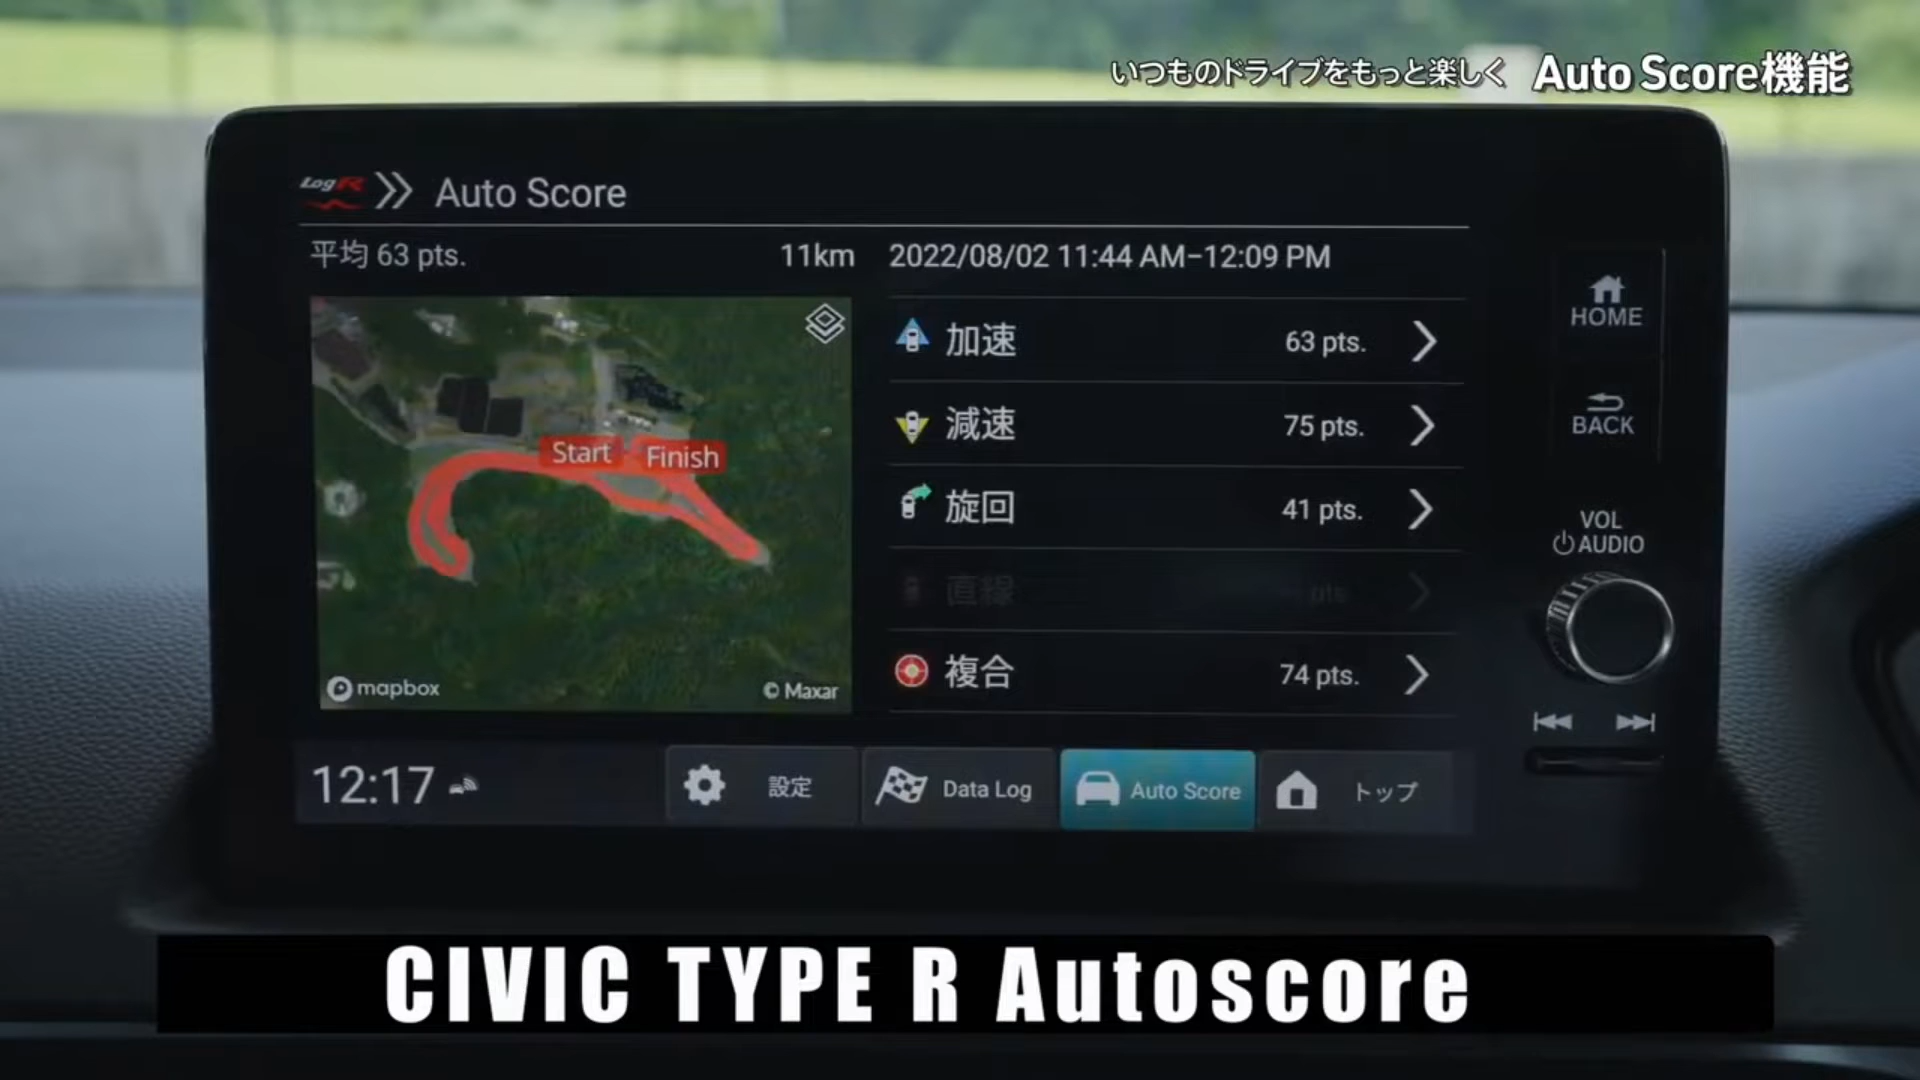 いつものドライブをもっと楽しく Auto Score機能
LogR Auto Score
平均 63 pts. 11km 2022/08/02 11:44 AM-12:09 PM
加速 63 pts.
減速 75 pts.
旋回 41 pts.
直線 pts
複合 74 pts.
Start Finish
mapbox © Maxar
HOME
BACK
VOL
AUDIO
12:17 設定 Data Log Auto Score トップ
CIVIC TYPE R Autoscore